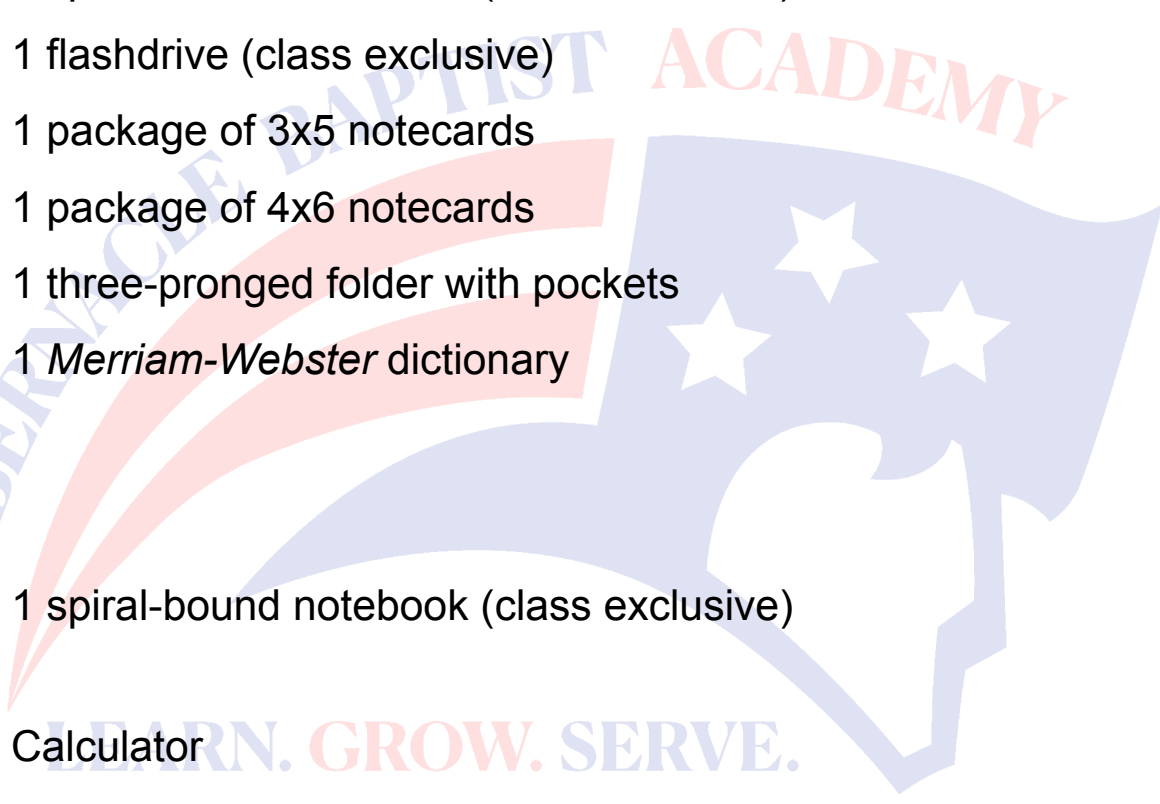 1 flashdrive (class exclusive)
1 package of 3x5 notecards
1 package of 4x6 notecards
1 three-pronged folder with pockets
1 Merriam-Webster dictionary
1 spiral-bound notebook (class exclusive)
Calculator
BAPTIST ACADEMY
LEARN. GROW. SERVE.